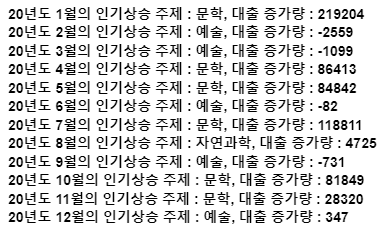 20년도 1월의 인기상승 주제 : 문학, 대출 증가량 : 219204
20년도 2월의 인기상승 주제 : 예술, 대출 증가량 : -2559
20년도 3월의 인기상승 주제 : 예술, 대출 증가량 : -1099
20년도 4월의 인기상승 주제 : 문학, 대출 증가량 : 86413
20년도 5월의 인기상승 주제 : 문학, 대출 증가량 : 84842
20년도 6월의 인기상승 주제 : 예술, 대출 증가량 : -82
20년도 7월의 인기상승 주제 : 문학, 대출 증가량 : 118811
20년도 8월의 인기상승 주제 : 자연과학, 대출 증가량 : 4725
20년도 9월의 인기상승 주제 : 예술, 대출 증가량 : -731
20년도 10월의 인기상승 주제 : 문학, 대출 증가량 : 81849
20년도 11월의 인기상승 주제 : 문학, 대출 증가량 : 28320
20년도 12월의 인기상승 주제 : 예술, 대출 증가량 : 347